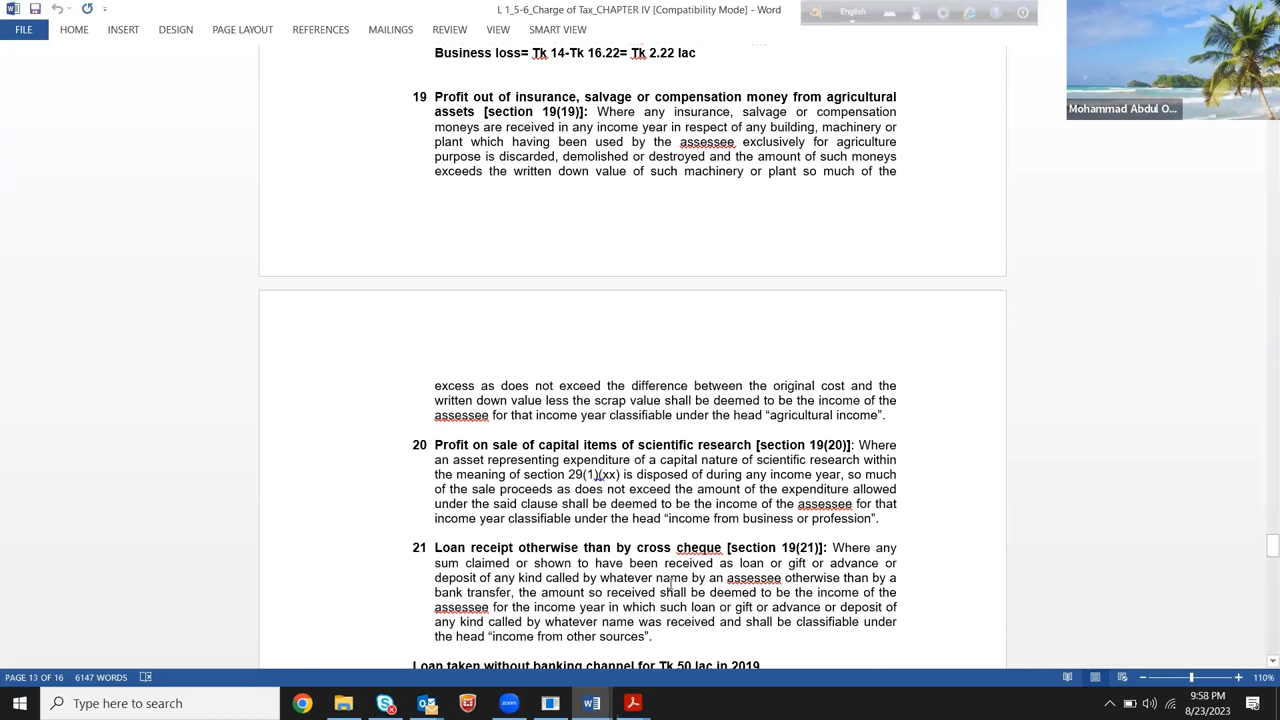 L 1_5-6_Charge of Tax_CHAPTER IV [Compatibility Mode] - Word
English
FILE HOME INSERT DESIGN PAGE LAYOUT REFERENCES MAILINGS REVIEW VIEW SMART VIEW
Mohammad Abdul O...
Business loss= Tk 14-Tk 16.22= Tk 2.22 lac
19 Profit out of insurance, salvage or compensation money from agricultural
assets [section 19(19)]: Where any insurance, salvage or compensation
moneys are received in any income year in respect of any building, machinery or
plant which having been used by the assessee exclusively for agriculture
purpose is discarded, demolished or destroyed and the amount of such moneys
exceeds the written down value of such machinery or plant so much of the
excess as does not exceed the difference between the original cost and the
written down value less the scrap value shall be deemed to be the income of the
assessee for that income year classifiable under the head “agricultural income”.
20 Profit on sale of capital items of scientific research [section 19(20)]: Where
an asset representing expenditure of a capital nature of scientific research within
the meaning of section 29(1)(xx) is disposed of during any income year, so much
of the sale proceeds as does not exceed the amount of the expenditure allowed
under the said clause shall be deemed to be the income of the assessee for that
income year classifiable under the head “income from business or profession”.
21 Loan receipt otherwise than by cross cheque [section 19(21)]: Where any
sum claimed or shown to have been received as loan or gift or advance or
deposit of any kind called by whatever name by an assessee otherwise than by a
bank transfer, the amount so received shall be deemed to be the income of the
assessee for the income year in which such loan or gift or advance or deposit of
any kind called by whatever name was received and shall be classifiable under
the head “income from other sources”.
Loan taken without banking channel for Tk 50 lac in 2019
PAGE 13 OF 16 6147 WORDS 110%
Type here to search
zoom
9:58 PM
8/23/2023